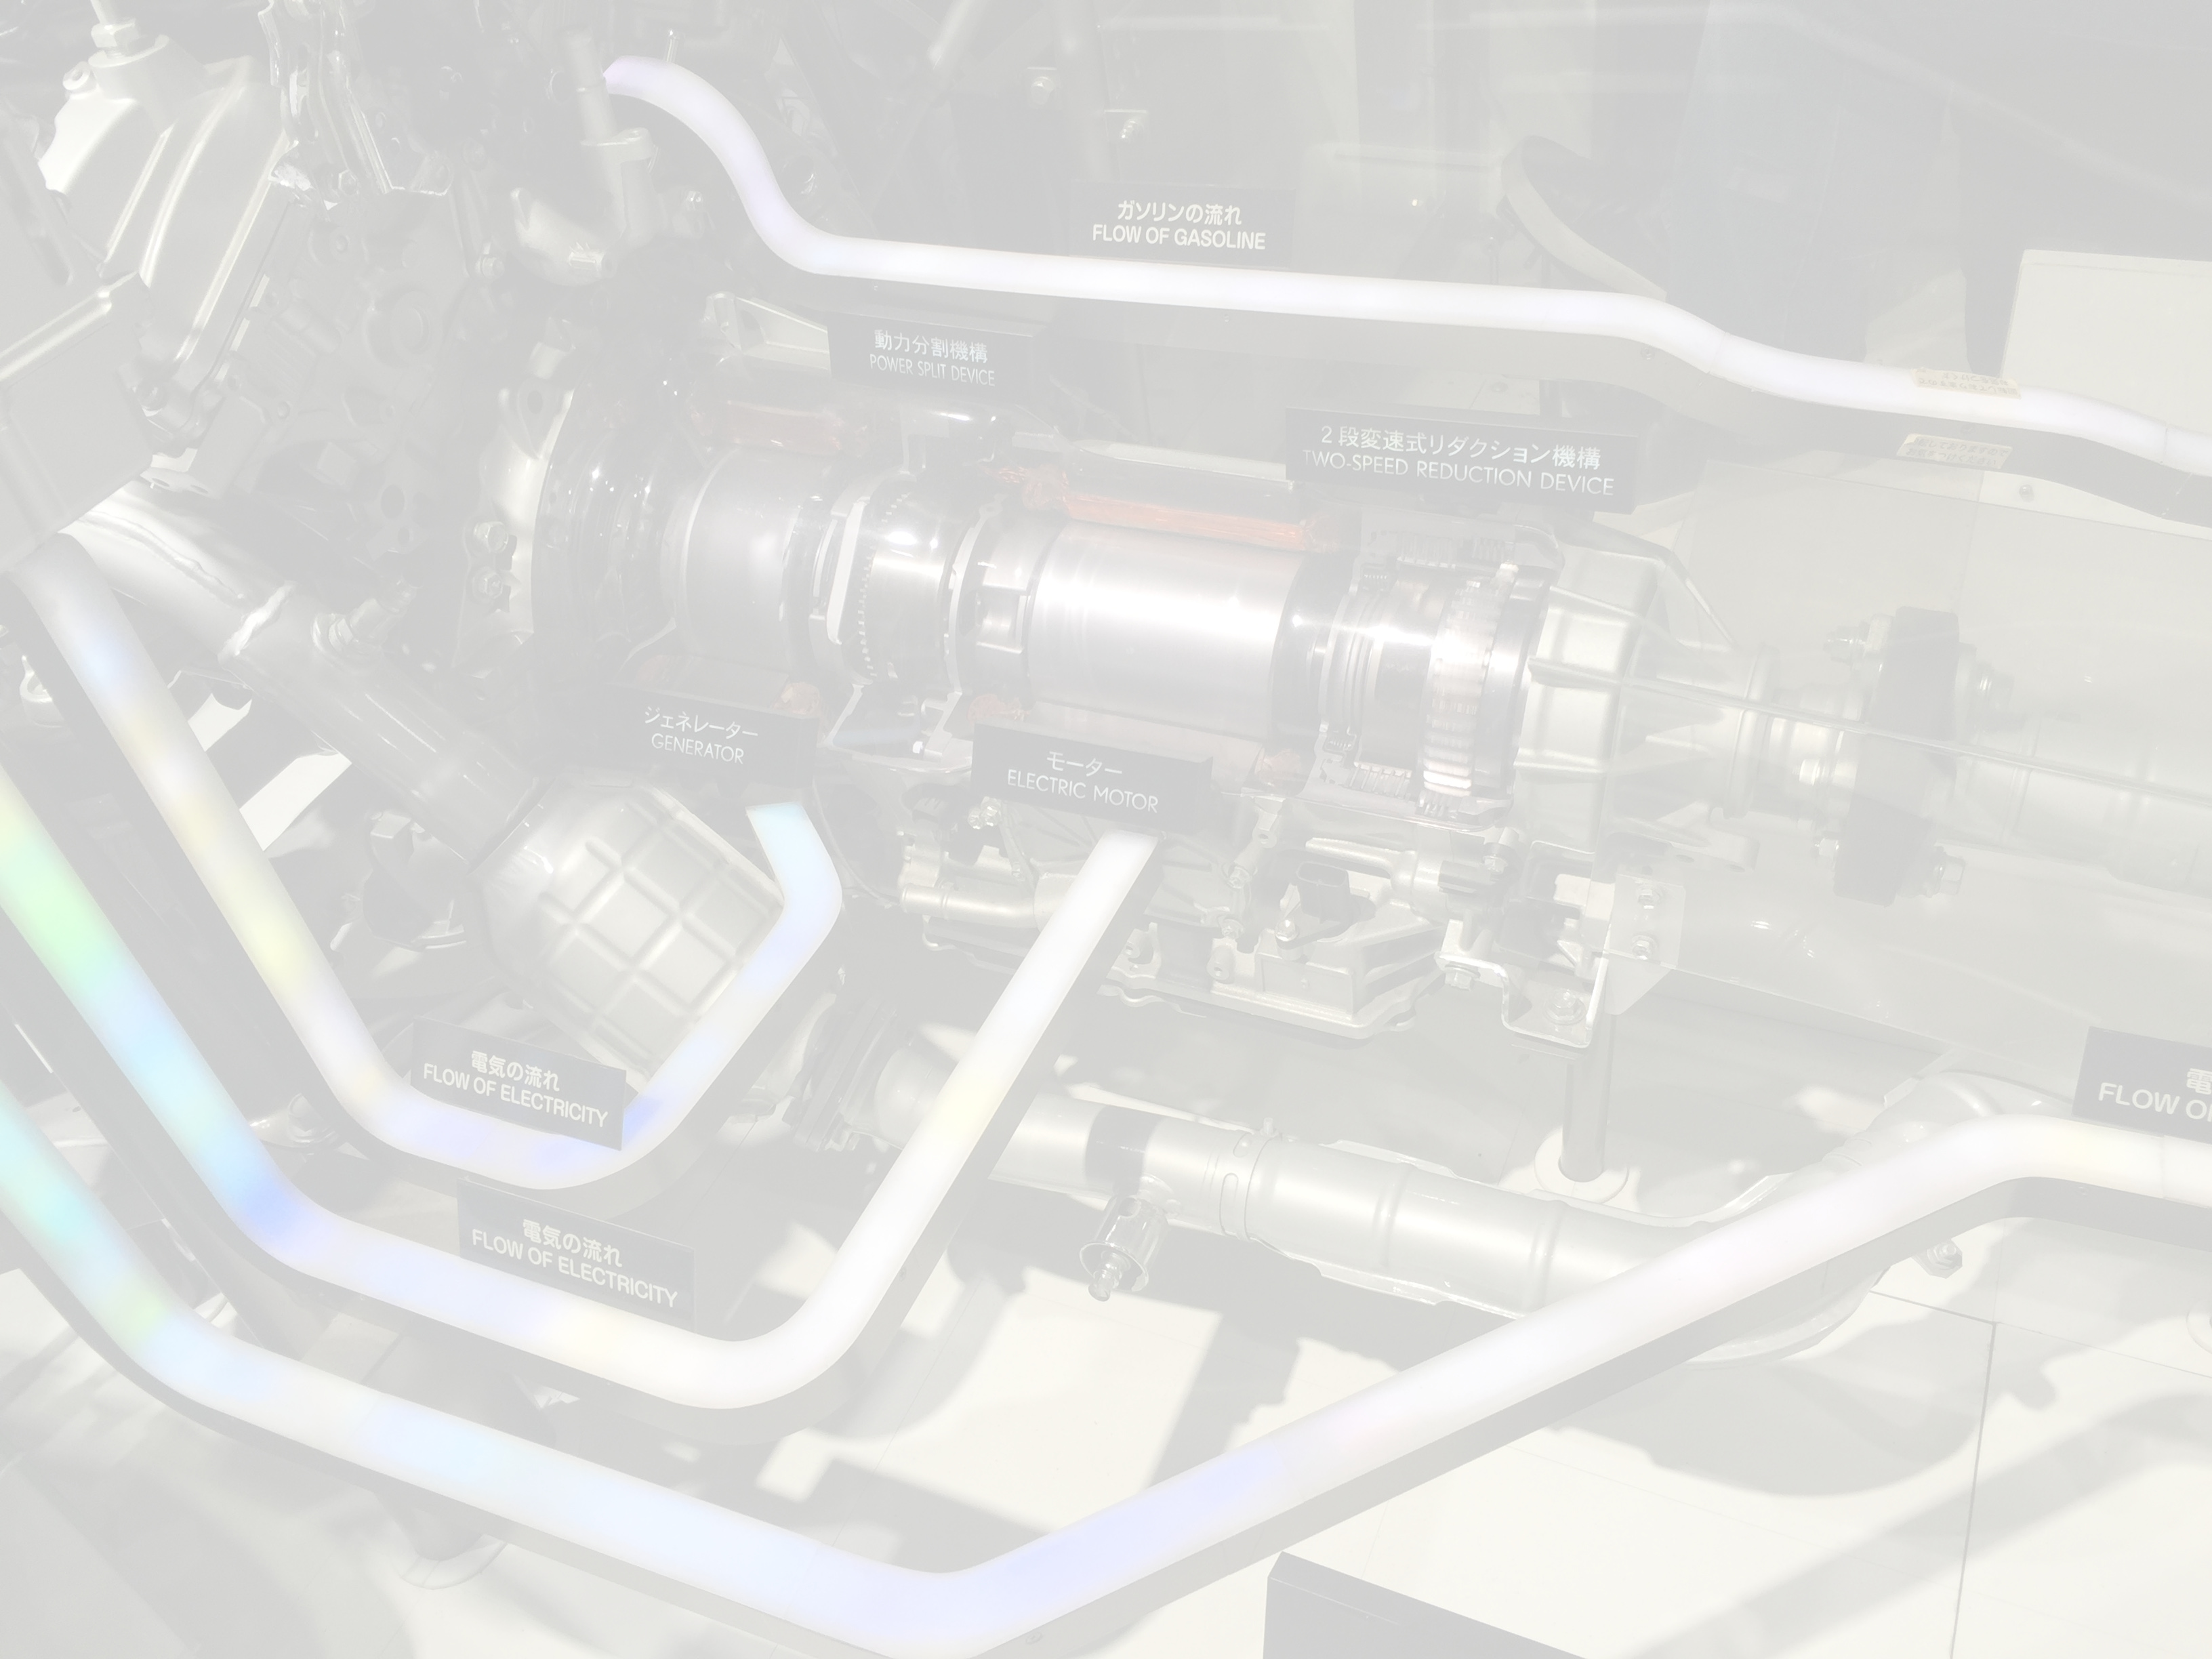 ガソリンの流れ
FLOW OF GASOLINE
動力分割機構
POWER SPLIT DEVICE
2段変速式リダクション機構
TWO-SPEED REDUCTION DEVICE
ジェネレーター
GENERATOR
モーター
ELECTRIC MOTOR
電気の流れ
FLOW OF ELECTRICITY
電
FLOW O
電気の流れ
FLOW OF ELECTRICITY